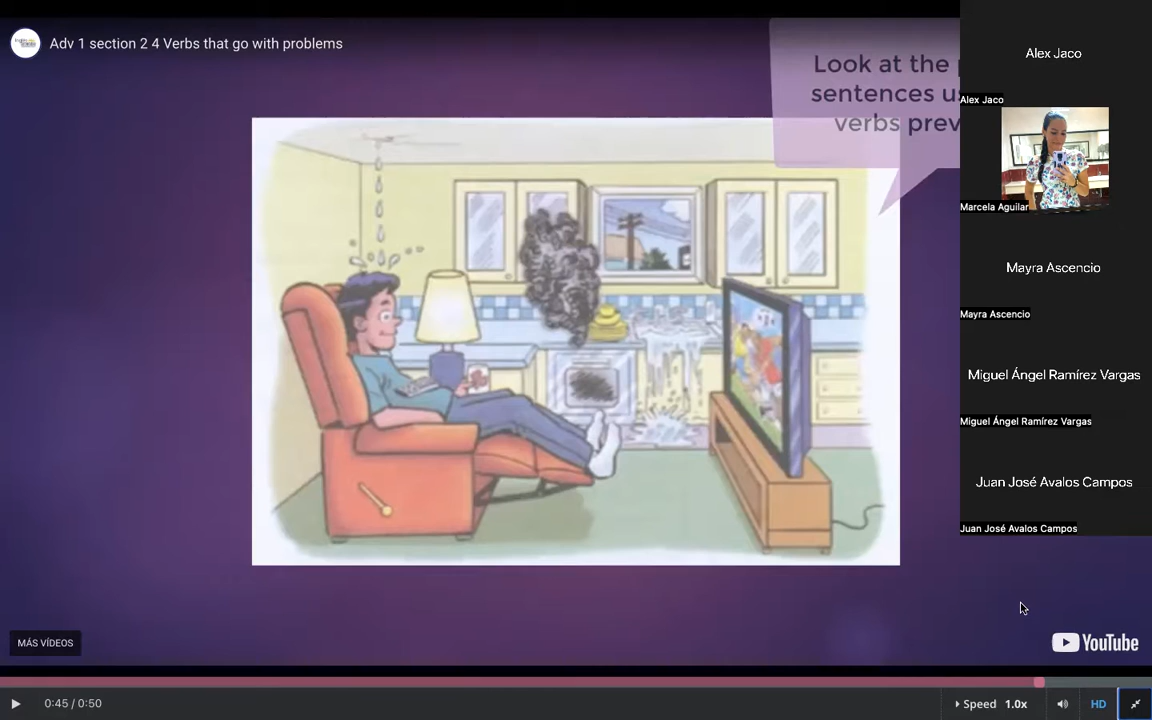 Adv 1 section 2 4 Verbs that go with problems
Look at the
sentences
verbs
Alex Jaco
Alex Jaco
Marcela Aguilar
Mayra Ascencio
Mayra Ascencio
Miguel Ángel Ramírez Vargas
Miguel Ángel Ramírez Vargas
Juan José Avalos Campos
Juan José Avalos Campos
MÁS VÍDEOS
YouTube
0:45 / 0:50
Speed 1.0x
HD